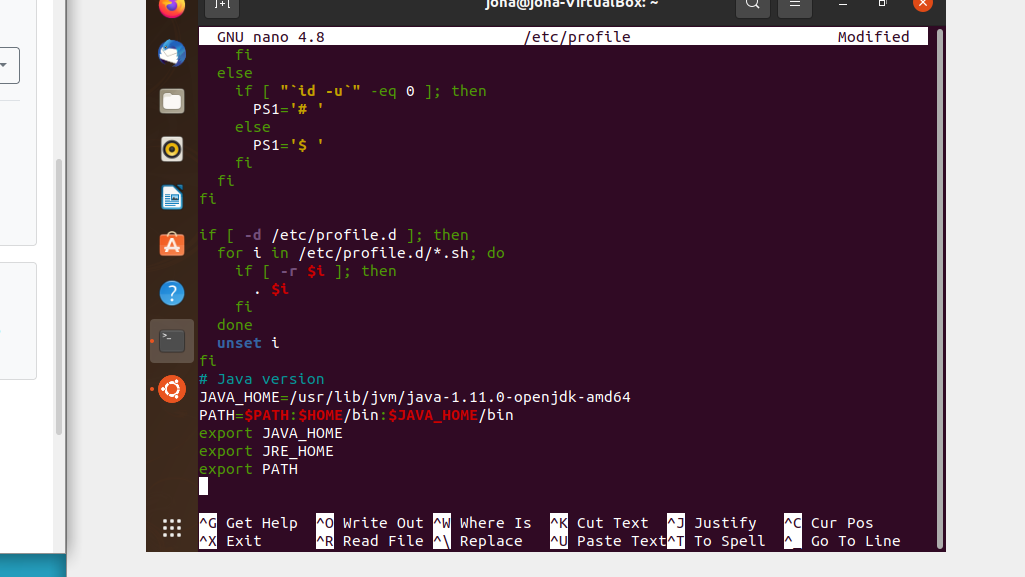 jona@jona-VirtualBox: ~
GNU nano 4.8 /etc/profile Modified
fi
else
if [ "`id -u`" -eq 0 ]; then
PS1='# '
else
PS1='$ '
fi
fi
fi
if [ -d /etc/profile.d ]; then
for i in /etc/profile.d/*.sh; do
if [ -r $i ]; then
. $i
fi
done
unset i
fi
# Java version
JAVA_HOME=/usr/lib/jvm/java-1.11.0-openjdk-amd64
PATH=$PATH:$HOME/bin:$JAVA_HOME/bin
export JAVA_HOME
export JRE_HOME
export PATH
^G Get Help ^O Write Out ^W Where Is ^K Cut Text ^J Justify ^C Cur Pos
^X Exit ^R Read File ^\ Replace ^U Paste Text ^T To Spell ^_ Go To Line